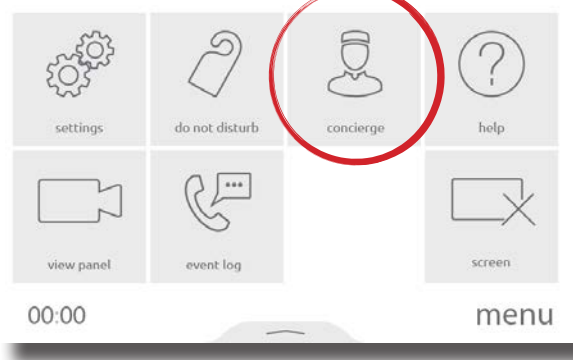 settings
do not disturb
concierge
help
view panel
event log
screen
00:00
menu